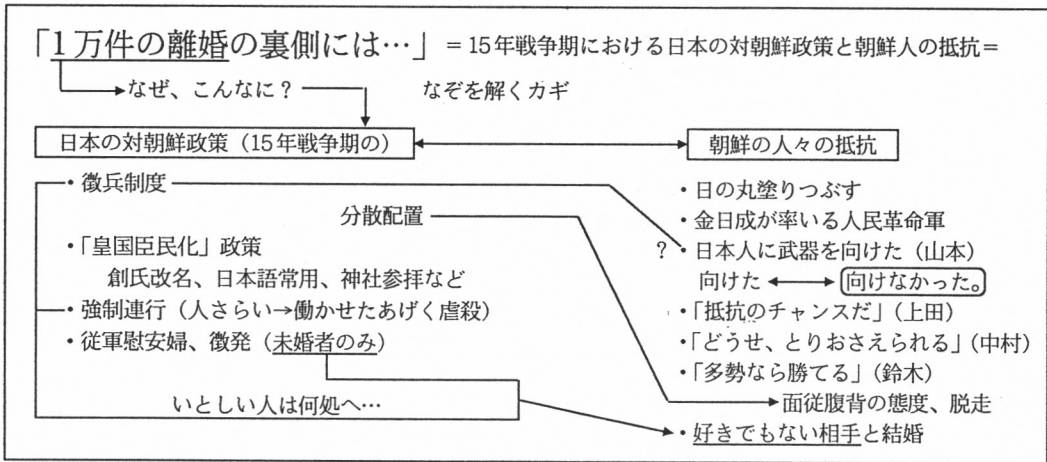 「1万件の離婚の裏側には…」＝15年戦争期における日本の対朝鮮政策と朝鮮人の抵抗＝
なぜ、こんなに？ なぞを解くカギ
日本の対朝鮮政策（15年戦争期の） 朝鮮の人々の抵抗
・徴兵制度
分散配置
・「皇国臣民化」政策
創氏改名、日本語常用、神社参拝など
・強制連行（人さらい→働かせたあげく虐殺）
・従軍慰安婦、徴発（未婚者のみ）
いとしい人は何処へ…
・日の丸塗りつぶす
・金日成が率いる人民革命軍
？・日本人に武器を向けた（山本）
向けた 向けなかった。
・「抵抗のチャンスだ」（上田）
・「どうせ、とりおさえられる」（中村）
・「多勢なら勝てる」（鈴木）
面従腹背の態度、脱走
・好きでもない相手と結婚